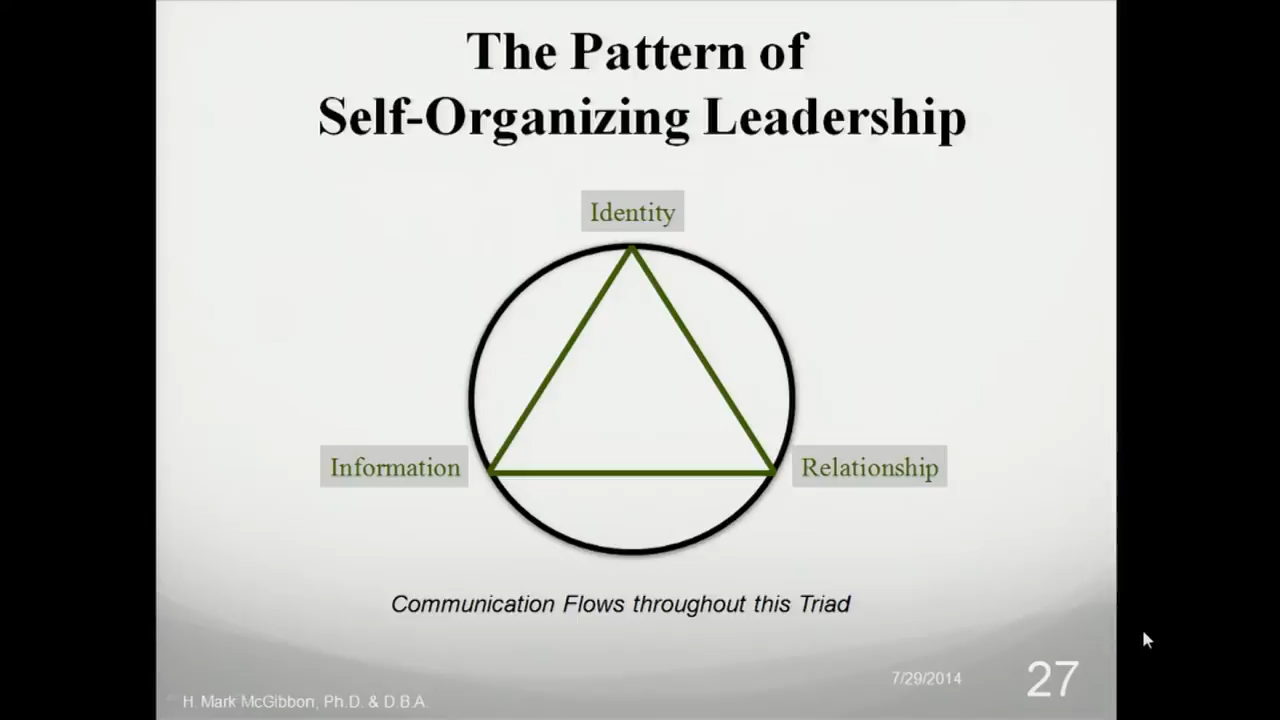 The Pattern of
Self-Organizing Leadership
Identity
Information
Relationship
Communication Flows throughout this Triad
H. Mark McGibbon, Ph.D. & D.B.A.
7/29/2014
27